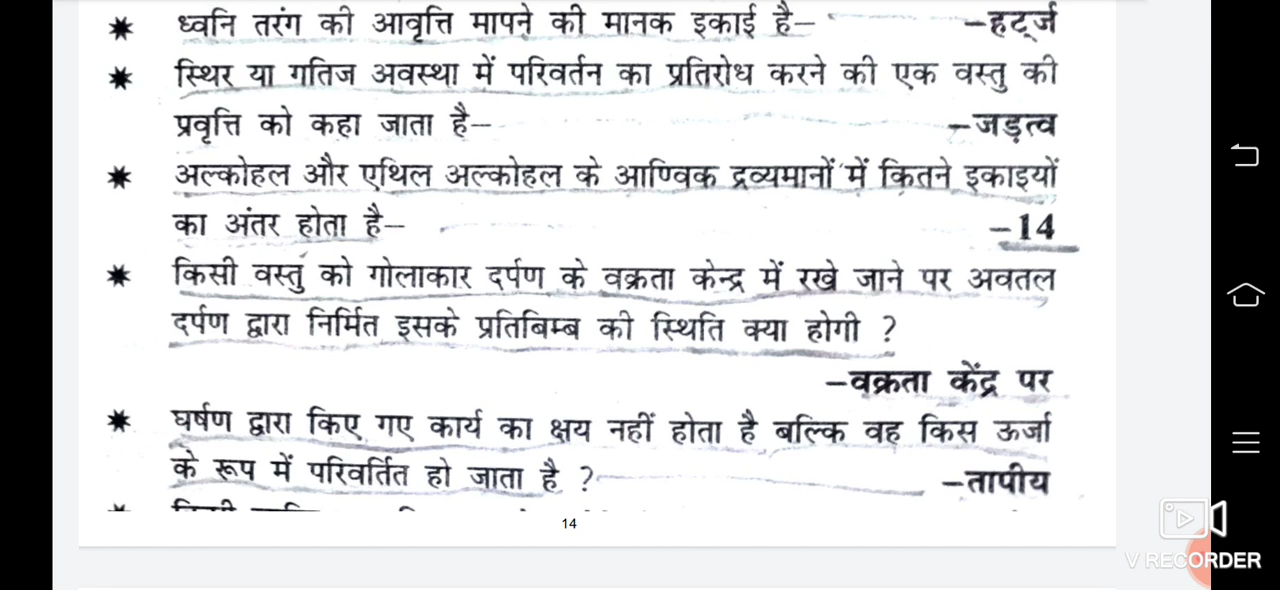 ✷ ध्वनि तरंग की आवृत्ति मापने की मानक इकाई है– –हर्ट्ज
✷ स्थिर या गतिज अवस्था में परिवर्तन का प्रतिरोध करने की एक वस्तु की
प्रवृत्ति को कहा जाता है– –जड़त्व
✷ अल्कोहल और एथिल अल्कोहल के आण्विक द्रव्यमानों में कितने इकाइयों
का अंतर होता है– –14
✷ किसी वस्तु को गोलाकार दर्पण के वक्रता केन्द्र में रखे जाने पर अवतल
दर्पण द्वारा निर्मित इसके प्रतिबिम्ब की स्थिति क्या होगी ?
–वक्रता केंद्र पर
✷ घर्षण द्वारा किए गए कार्य का क्षय नहीं होता है बल्कि वह किस ऊर्जा
के रूप में परिवर्तित हो जाता है ? –तापीय
14
V RECORDER